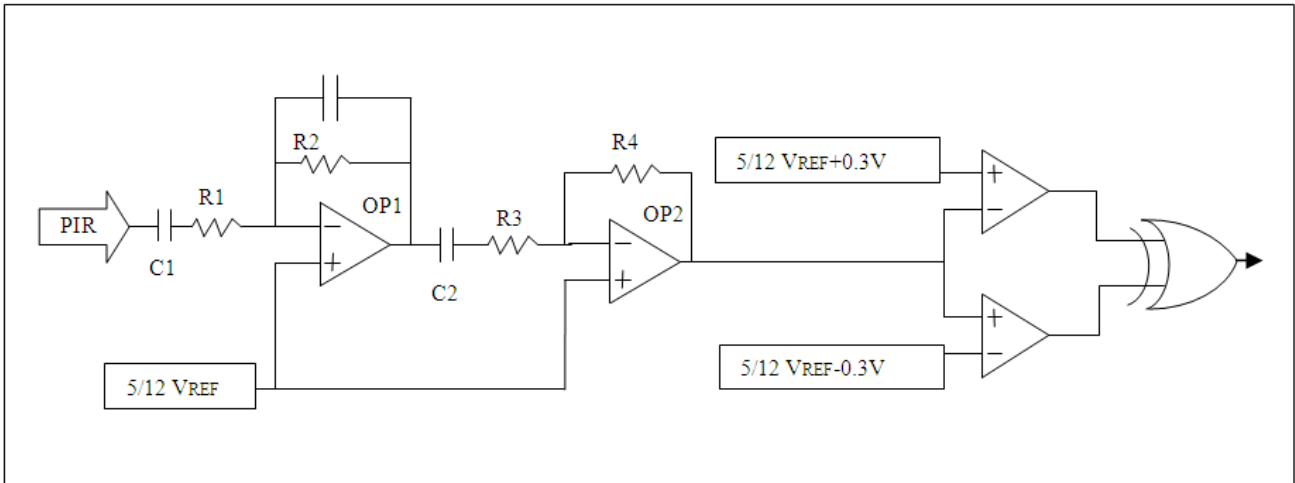 R2
R4
5/12 VREF+0.3V
PIR
R1
OP1
R3
OP2
C1
C2
5/12 VREF
5/12 VREF-0.3V